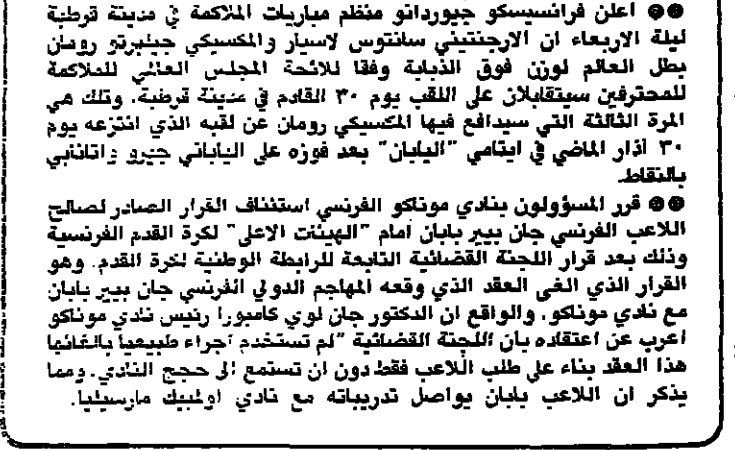 ●● اعلن فرانسيسكو جيوردانو منظم مباريات الملاكمة في مدينة قرطبة
ليلة الاربعاء ان الارجنتيني سانتوس لاسيار والمكسيكي جيلبرتو رومان
بطل العالم لوزن فوق الذبابة وفقا للائحة المجلس العالمي للملاكمة
للمحترفين سيتقابلان على اللقب يوم ٣٠ القادم في مدينة قرطبة. وتلك هي
المرة الثالثة التي سيدافع فيها المكسيكي رومان عن لقبه الذي انتزعه يوم
٣٠ آذار الماضي في ايتامي "اليابان" بعد فوزه على الياباني جيرو واتانابي
بالنقاط.
●● قرر المسؤولون بنادي موناكو الفرنسي استئناف القرار الصادر لصالح
اللاعب الفرنسي جان بيير بابان أمام "الهيئات الاعلى" لكرة القدم الفرنسية
وذلك بعد قرار اللجنة القضائية التابعة للرابطة الوطنية لكرة القدم. وهو
القرار الذي الغى العقد الذي وقعه المهاجم الدولي الفرنسي جان بيير بابان
مع نادي موناكو. والواقع ان الدكتور جان لوي كامبورا رئيس نادي موناكو
اعرب عن اعتقاده بان اللجنة القضائية "لم تستخدم اجراء طبيعيا بالغائها
هذا العقد بناء على طلب اللاعب فقط دون ان تستمع الى حجج النادي. ومما
يذكر ان اللاعب بابان يواصل تدريباته مع نادي اولمبيك مارسيليا.